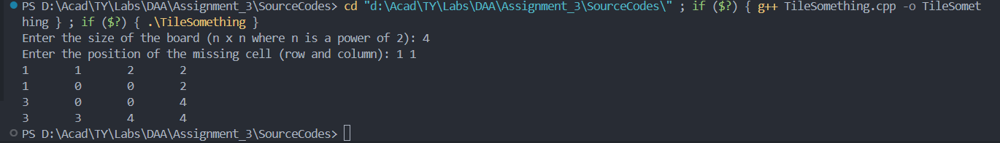 PS D:\Acad\TY\Labs\DAA\Assignment_3\SourceCodes> cd "d:\Acad\TY\Labs\DAA\Assignment_3\SourceCodes\" ; if ($?) { g++ TileSomething.cpp -o TileSomet
hing } ; if ($?) { .\TileSomething }
Enter the size of the board (n x n where n is a power of 2): 4
Enter the position of the missing cell (row and column): 1 1
1 1 2 2
1 0 0 2
3 0 0 4
3 3 4 4
PS D:\Acad\TY\Labs\DAA\Assignment_3\SourceCodes>